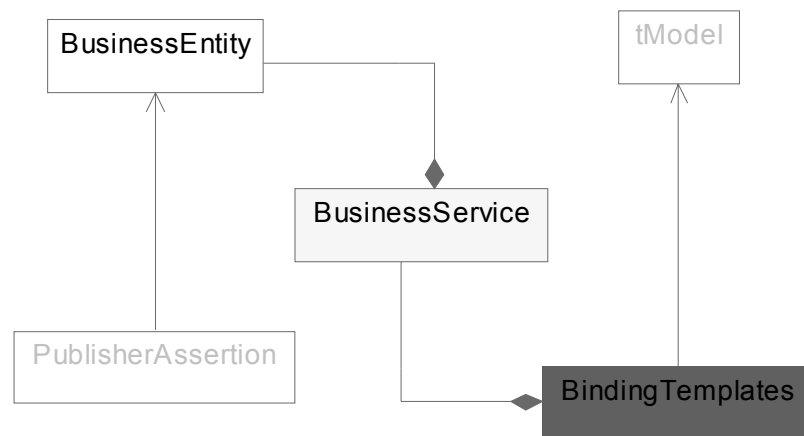 BusinessEntity
tModel
BusinessService
PublisherAssertion
BindingTemplates